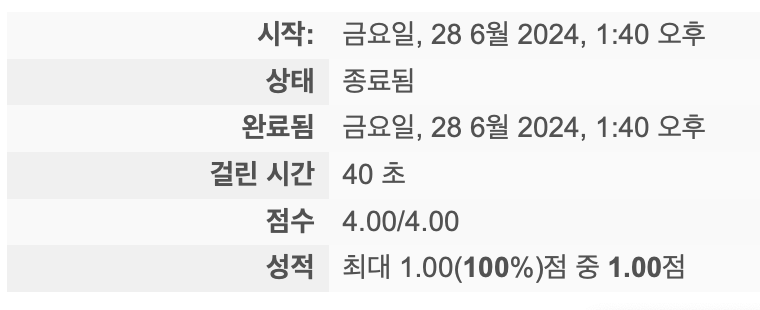 시작: 금요일, 28 6월 2024, 1:40 오후
상태 종료됨
완료됨 금요일, 28 6월 2024, 1:40 오후
걸린 시간 40 초
점수 4.00/4.00
성적 최대 1.00(100%)점 중 1.00점